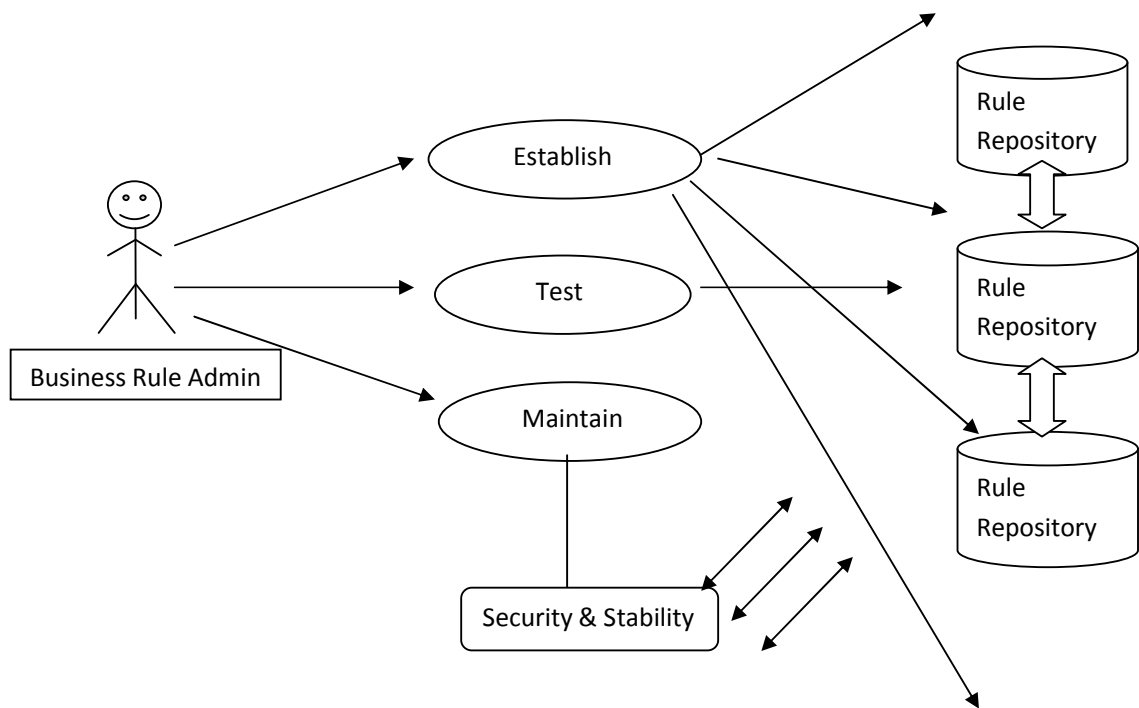 Rule
Repository
Establish
Rule
Repository
Test
Business Rule Admin
Maintain
Rule
Repository
Security & Stability